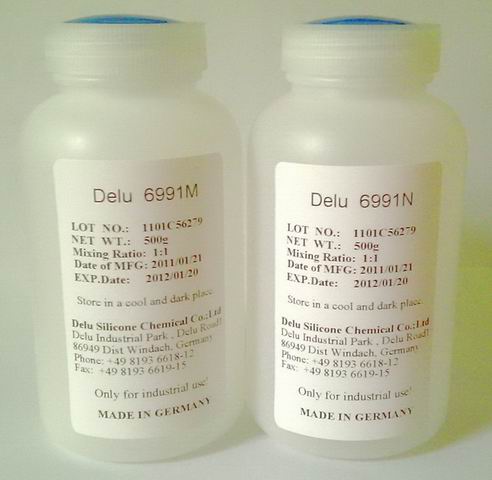 Delu 6991M
LOT NO.: 1101C56279
NET WT.: 500g
Mixing Ratio: 1:1
Date of MFG: 2011/01/21
EXP.Date: 2012/01/20
Store in a cool and dark place.
Delu Silicone Chemical Co.:Ltd
Delu Industrial Park , Delu Road1
86949 Dist Windach, Germany
Phone: +49 8193 6618-12
Fax: +49 8193 6619-15
Only for industrial use!
MADE IN GERMANY
Delu 6991N
LOT NO.: 1101C56279
NET WT.: 500g
Mixing Ratio: 1:1
Date of MFG: 2011/01/21
EXP.Date: 2012/01/20
Store in a cool and dark place.
Delu Silicone Chemical Co.:Ltd
Delu Industrial Park , Delu Road1
86949 Dist Windach, Germany
Phone: +49 8193 6618-12
Fax: +49 8193 6619-15
Only for industrial use!
MADE IN GERMANY